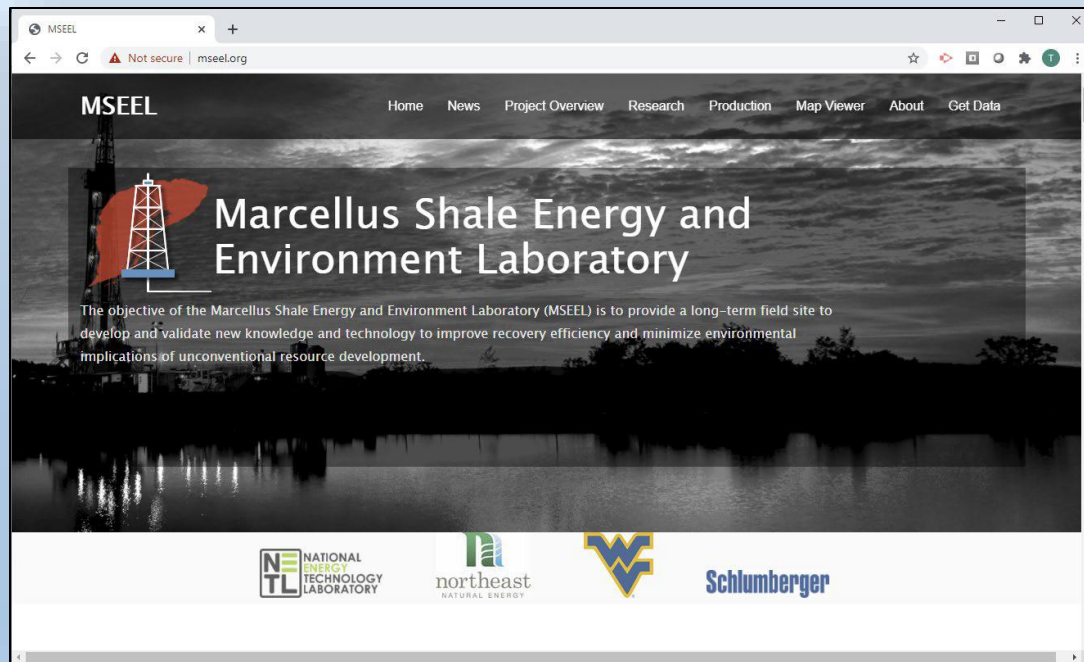 MSEEL
Not secure | mseel.org
T
MSEEL
Home News Project Overview Research Production Map Viewer About Get Data
Marcellus Shale Energy and
Environment Laboratory
The objective of the Marcellus Shale Energy and Environment Laboratory (MSEEL) is to provide a long-term field site to
develop and validate new knowledge and technology to improve recovery efficiency and minimize environmental
implications of unconventional resource development.
NETL
NATIONAL
ENERGY
TECHNOLOGY
LABORATORY
northeast
NATURAL ENERGY
WV
Schlumberger